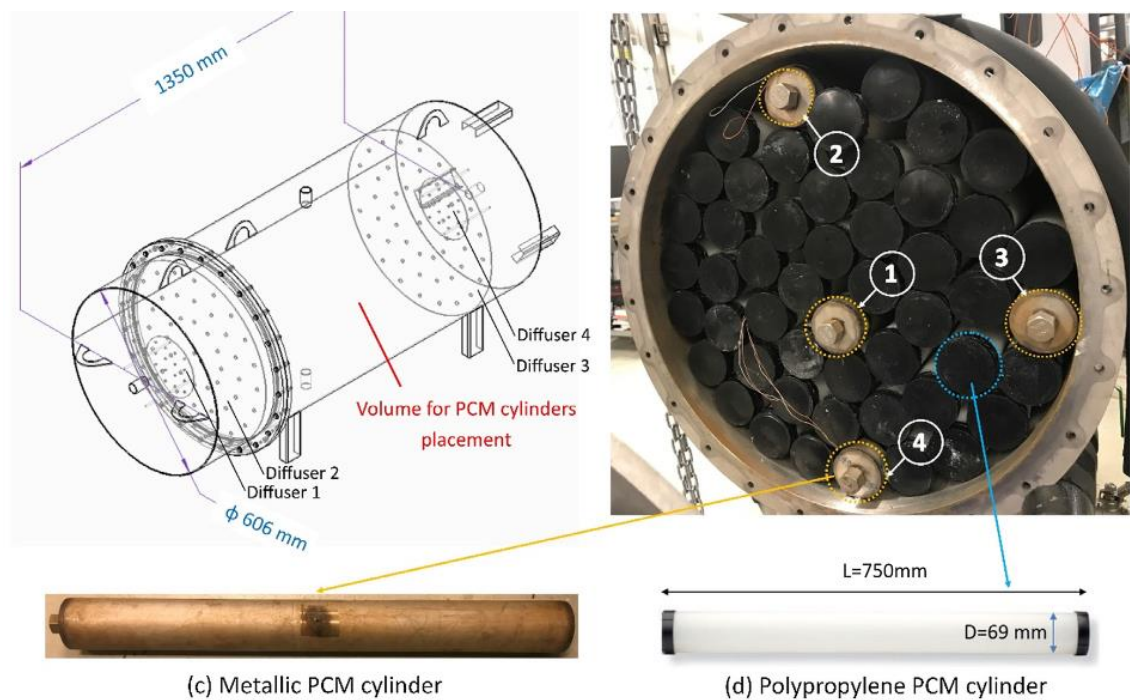 1350 mm
Diffuser 4
Diffuser 3
Volume for PCM cylinders
placement
Diffuser 2
Diffuser 1
ϕ 606 mm
2
1
3
4
L=750mm
D=69 mm
(c) Metallic PCM cylinder
(d) Polypropylene PCM cylinder